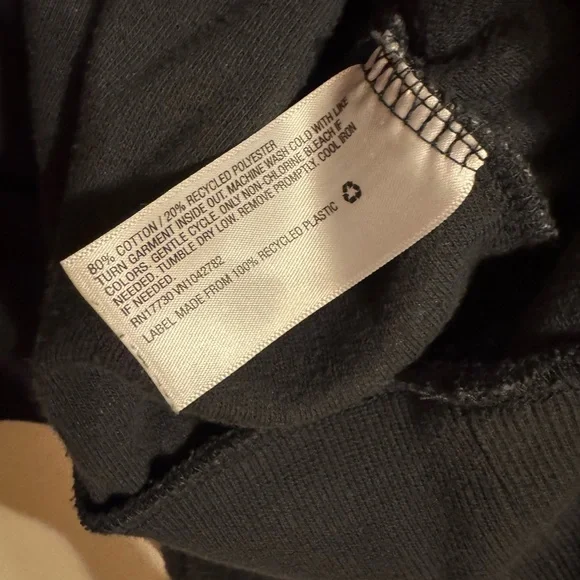 80% COTTON / 20% RECYCLED POLYESTER
TURN GARMENT INSIDE OUT MACHINE WASH COLD WITH LIKE
COLORS. GENTLE CYCLE. ONLY NON-CHLORINE BLEACH IF
NEEDED. TUMBLE DRY LOW. REMOVE PROMPTLY. COOL IRON
IF NEEDED.
RN17730 VN1042782
LABEL MADE FROM 100% RECYCLED PLASTIC